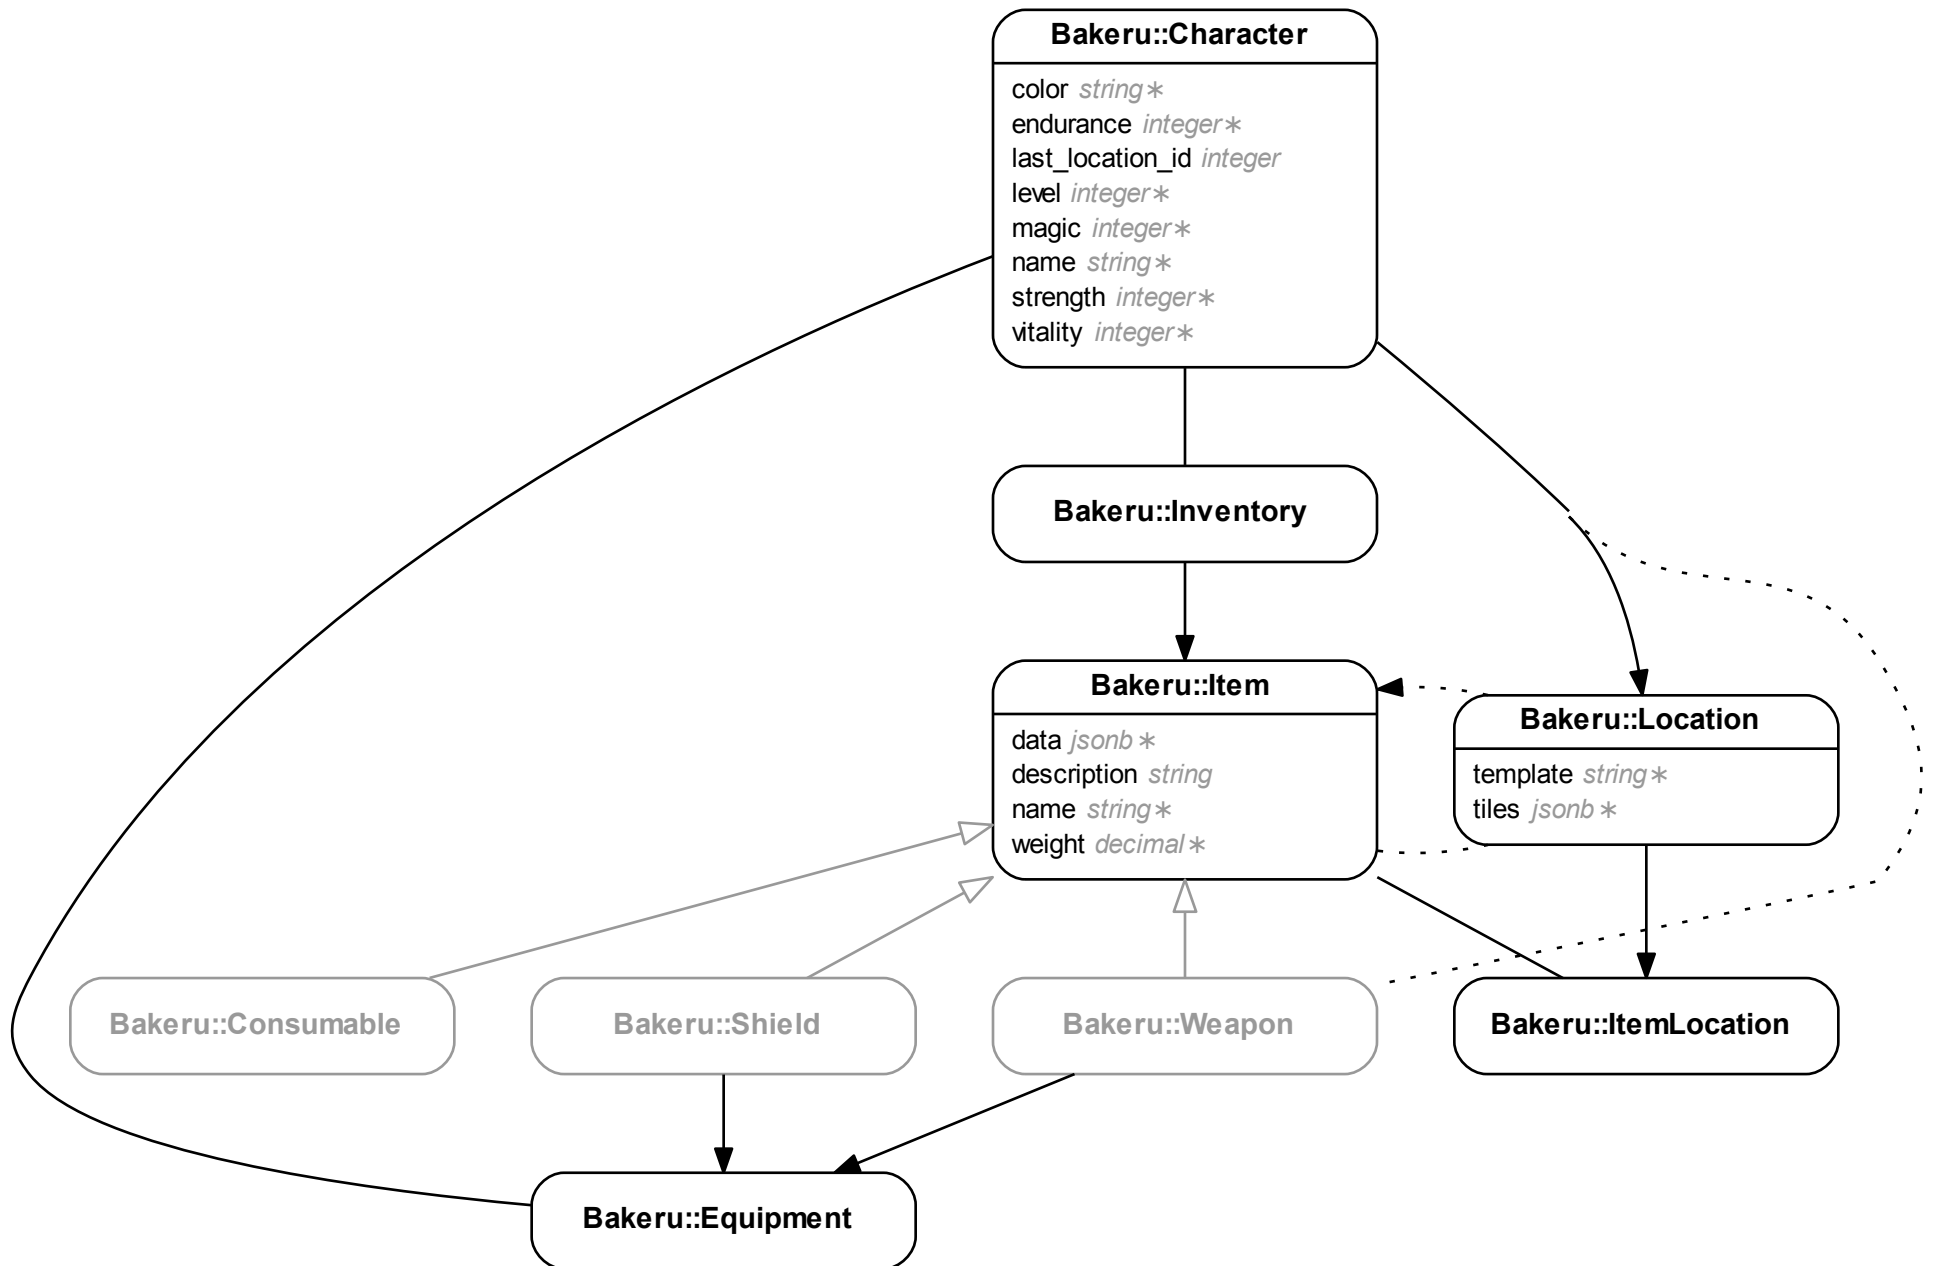 Bakeru::Character
color string*
endurance integer*
last_location_id integer
level integer*
magic integer*
name string*
strength integer*
vitality integer*
Bakeru::Inventory
Bakeru::Item
data jsonb *
description string
name string*
weight decimal*
Bakeru::Location
template string*
tiles jsonb *
Bakeru::Consumable
Bakeru::Shield
Bakeru::Weapon
Bakeru::ItemLocation
Bakeru::Equipment